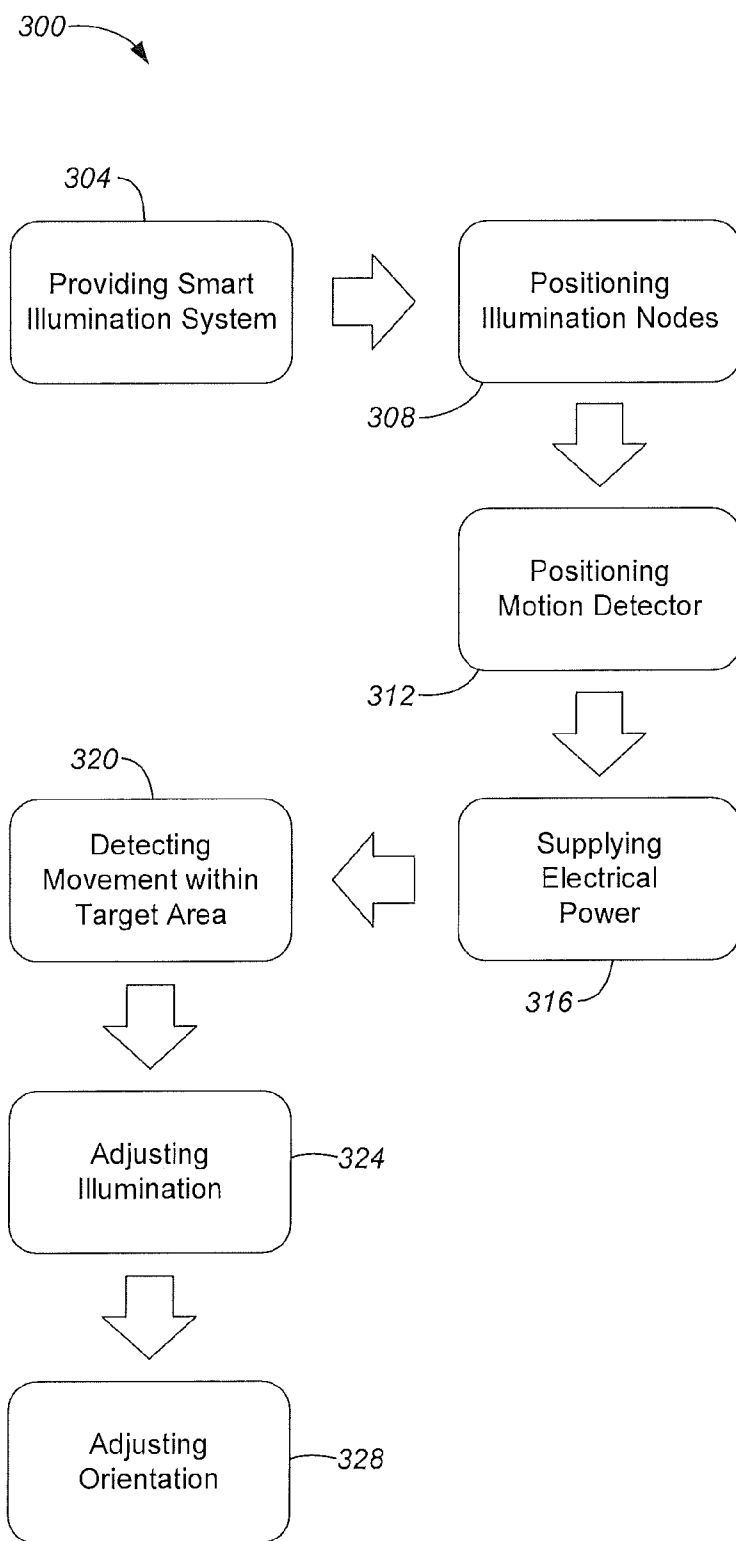 300
304
Providing Smart
Illumination System
Positioning
Illumination Nodes
308
Positioning
Motion Detector
312
Supplying
Electrical
Power
316
320
Detecting
Movement within
Target Area
Adjusting
Illumination
324
Adjusting
Orientation
328